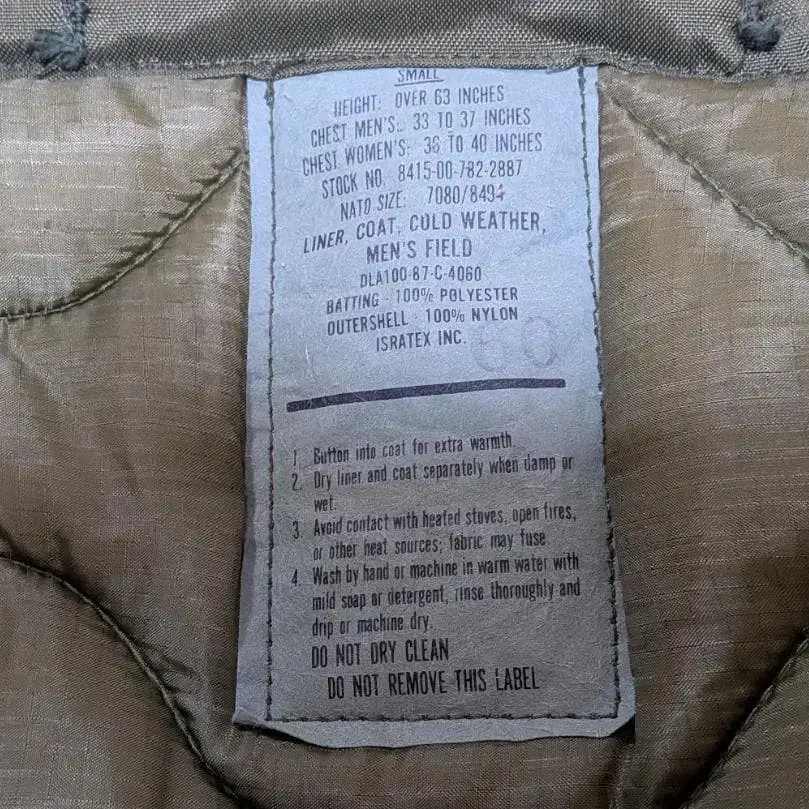 SMALL
HEIGHT: OVER 63 INCHES
CHEST MEN'S: 33 TO 37 INCHES
CHEST WOMEN'S: 36 TO 40 INCHES
STOCK NO. 8415-00-782-2887
NATO SIZE: 7080/8494
LINER, COAT, COLD WEATHER,
MEN'S FIELD
DLA100-87-C-4060
BATTING - 100% POLYESTER
OUTERSHELL - 100% NYLON
ISRATEX INC.
60
1. Button into coat for extra warmth.
2. Dry liner and coat separately when damp or
wet.
3. Avoid contact with heated stoves, open fires,
or other heat sources; fabric may fuse
4. Wash by hand or machine in warm water with
mild soap or detergent, rinse thoroughly and
drip or machine dry.
DO NOT DRY CLEAN
DO NOT REMOVE THIS LABEL